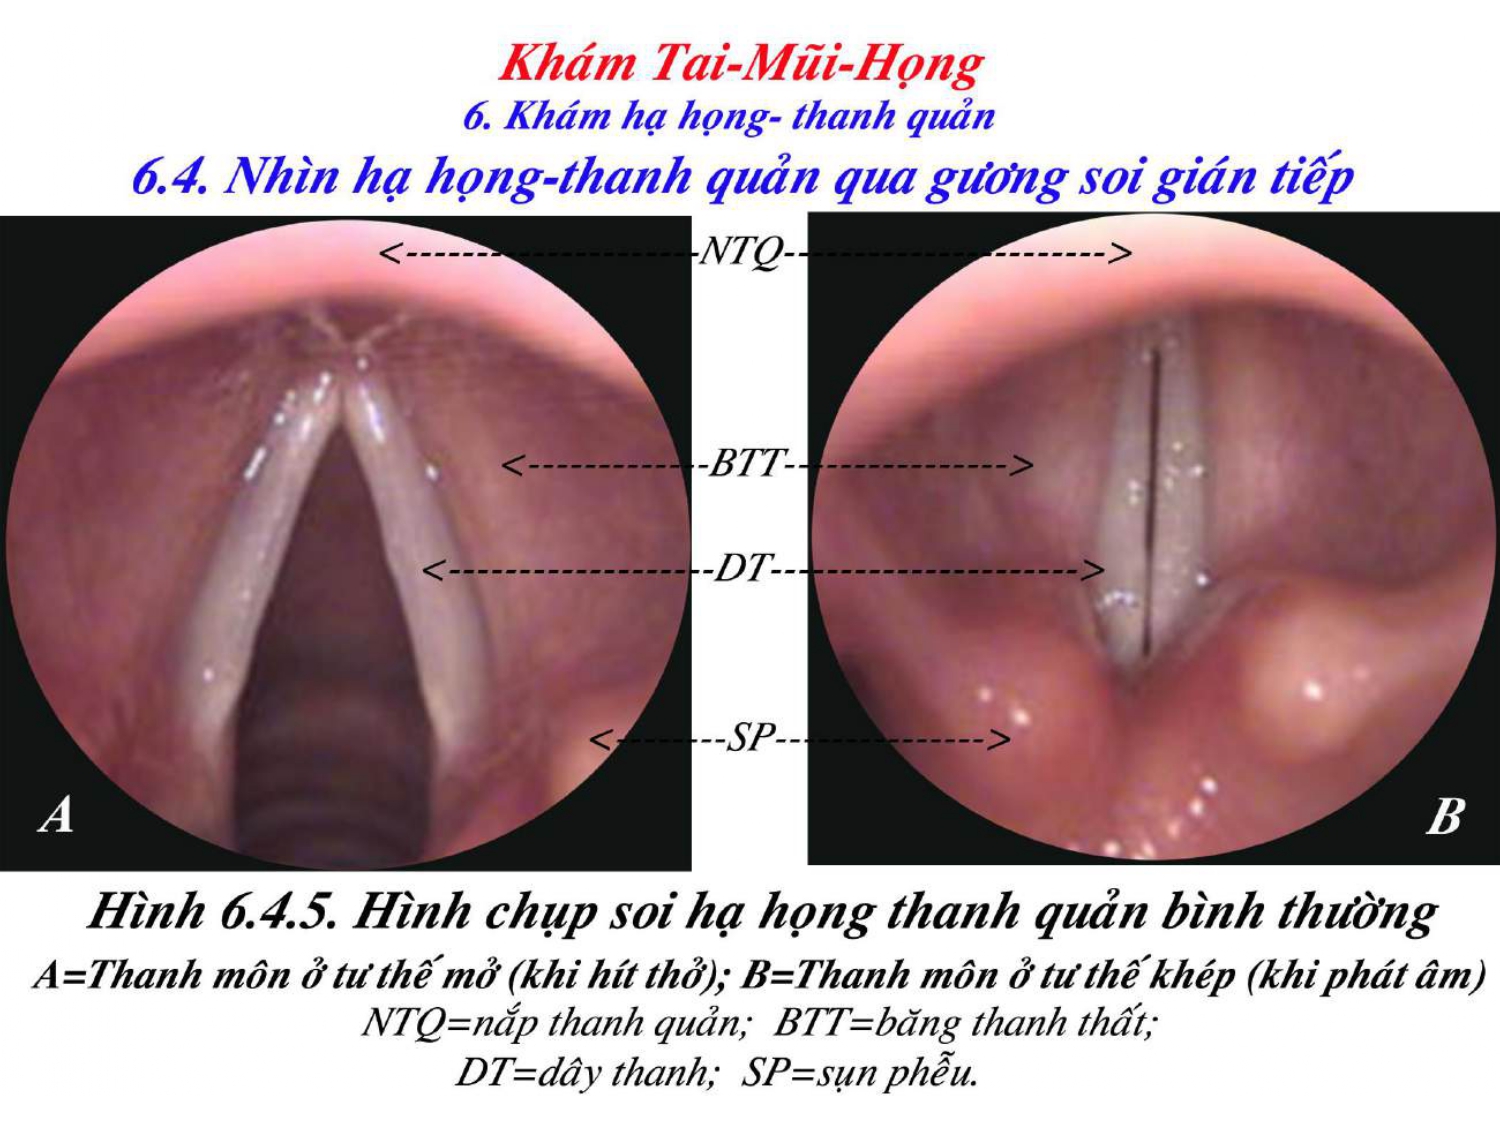 Khám Tai-Mũi-Họng
6. Khám hạ họng- thanh quản
6.4. Nhìn hạ họng-thanh quản qua gương soi gián tiếp
<--------------------NTQ---------------------->
<-------------BTT---------------->
<-------------------DT---------------------->
<--------SP--------------->
A
B
Hình 6.4.5. Hình chụp soi hạ họng thanh quản bình thường
A=Thanh môn ở tư thế mở (khi hít thở); B=Thanh môn ở tư thế khép (khi phát âm)
NTQ=nắp thanh quản; BTT=băng thanh thất;
DT=dây thanh; SP=sụn phễu.